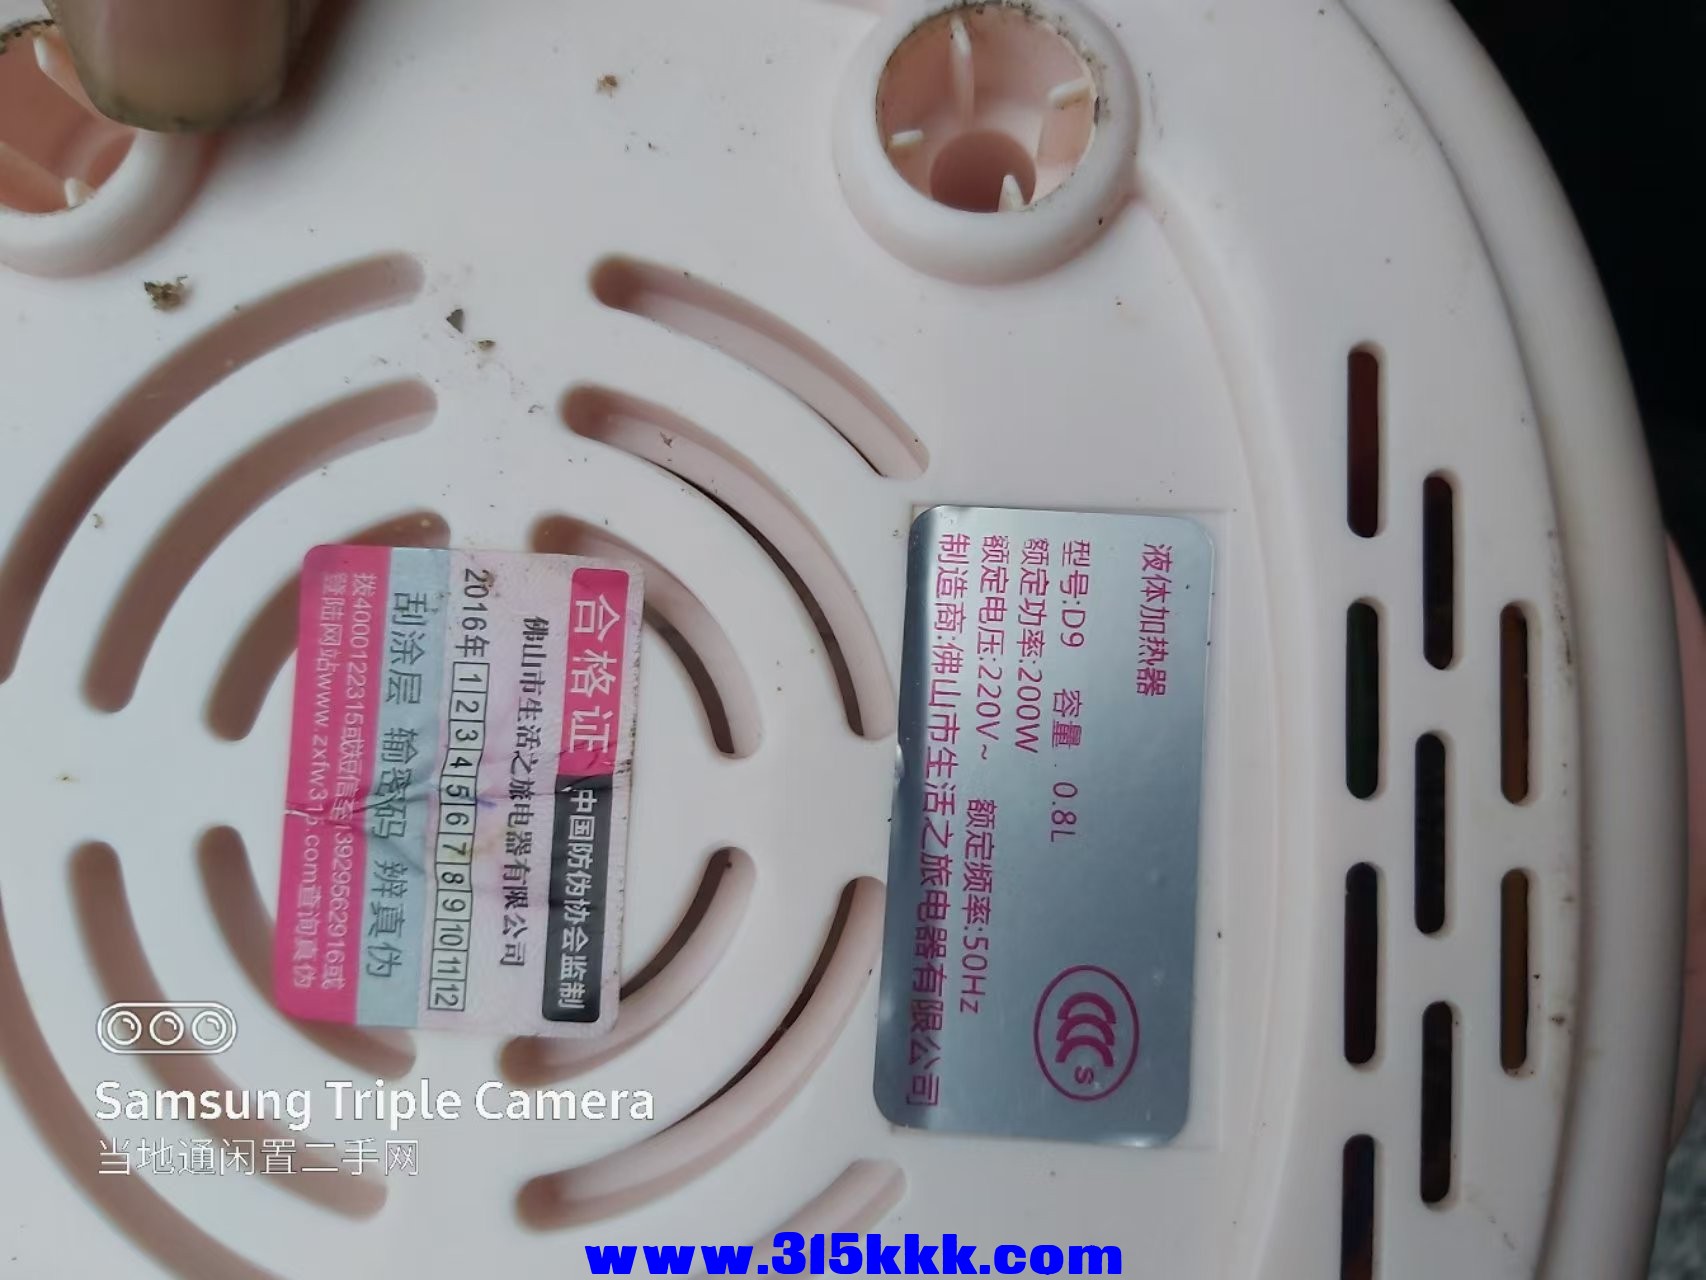 液体加热器
型号:D9 容量 0.8L
额定功率:200W
额定电压:220V~ 额定频率:50Hz
制造商:佛山市生活之旅电器有限公司
S
合格证 中国防伪协会监制
佛山市生活之旅电器有限公司
2016年 1 2 3 4 5 6 7 8 9 10 11 12
刮涂层 输密码 辨真伪
拨4000122315或短信至13929562916或
登陆网站www.zxfw315.com查询真伪
Samsung Triple Camera
当地通闲置二手网
www.315kkk.com